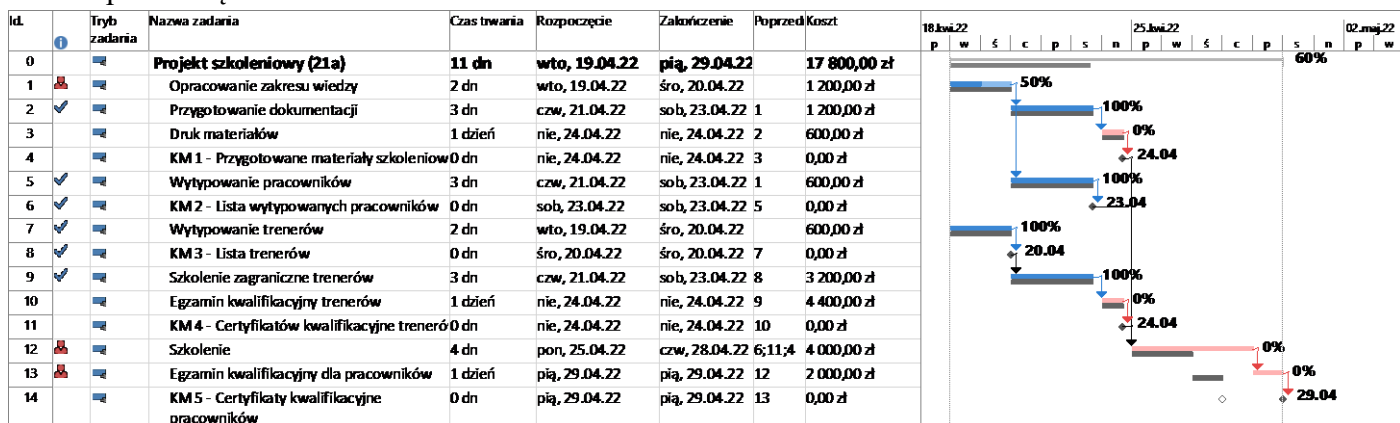 Id. Tryb zadania Nazwa zadania Czas trwania Rozpoczęcie Zakończenie Poprzed Koszt 18.kwi.22 25.kwi.22 02.maj.22
p w ś c p s n p w ś c p s n p w
0 Projekt szkoleniowy (21a) 11 dn wto, 19.04.22 pią, 29.04.22 17 800,00 zł 60%
1 Opracowanie zakresu wiedzy 2 dn wto, 19.04.22 śro, 20.04.22 1 200,00 zł 50%
2 Przygotowanie dokumentacji 3 dn czw, 21.04.22 sob, 23.04.22 1 1 200,00 zł 100%
3 Druk materiałów 1 dzień nie, 24.04.22 nie, 24.04.22 2 600,00 zł 0%
4 KM 1 - Przygotowane materiały szkoleniow 0 dn nie, 24.04.22 nie, 24.04.22 3 0,00 zł 24.04
5 Wytypowanie pracowników 3 dn czw, 21.04.22 sob, 23.04.22 1 600,00 zł 100%
6 KM 2 - Lista wytypowanych pracowników 0 dn sob, 23.04.22 sob, 23.04.22 5 0,00 zł 23.04
7 Wytypowanie trenerów 2 dn wto, 19.04.22 śro, 20.04.22 600,00 zł 100%
8 KM 3 - Lista trenerów 0 dn śro, 20.04.22 śro, 20.04.22 7 0,00 zł 20.04
9 Szkolenie zagraniczne trenerów 3 dn czw, 21.04.22 sob, 23.04.22 8 3 200,00 zł 100%
10 Egzamin kwalifikacyjny trenerów 1 dzień nie, 24.04.22 nie, 24.04.22 9 4 400,00 zł 0%
11 KM 4 - Certyfikatów kwalifikacyjne treneró 0 dn nie, 24.04.22 nie, 24.04.22 10 0,00 zł 24.04
12 Szkolenie 4 dn pon, 25.04.22 czw, 28.04.22 6;11;4 4 000,00 zł 0%
13 Egzamin kwalifikacyjny dla pracowników 1 dzień pią, 29.04.22 pią, 29.04.22 12 2 000,00 zł 0%
14 KM 5 - Certyfikaty kwalifikacyjne 0 dn pią, 29.04.22 pią, 29.04.22 13 0,00 zł 29.04
pracowników